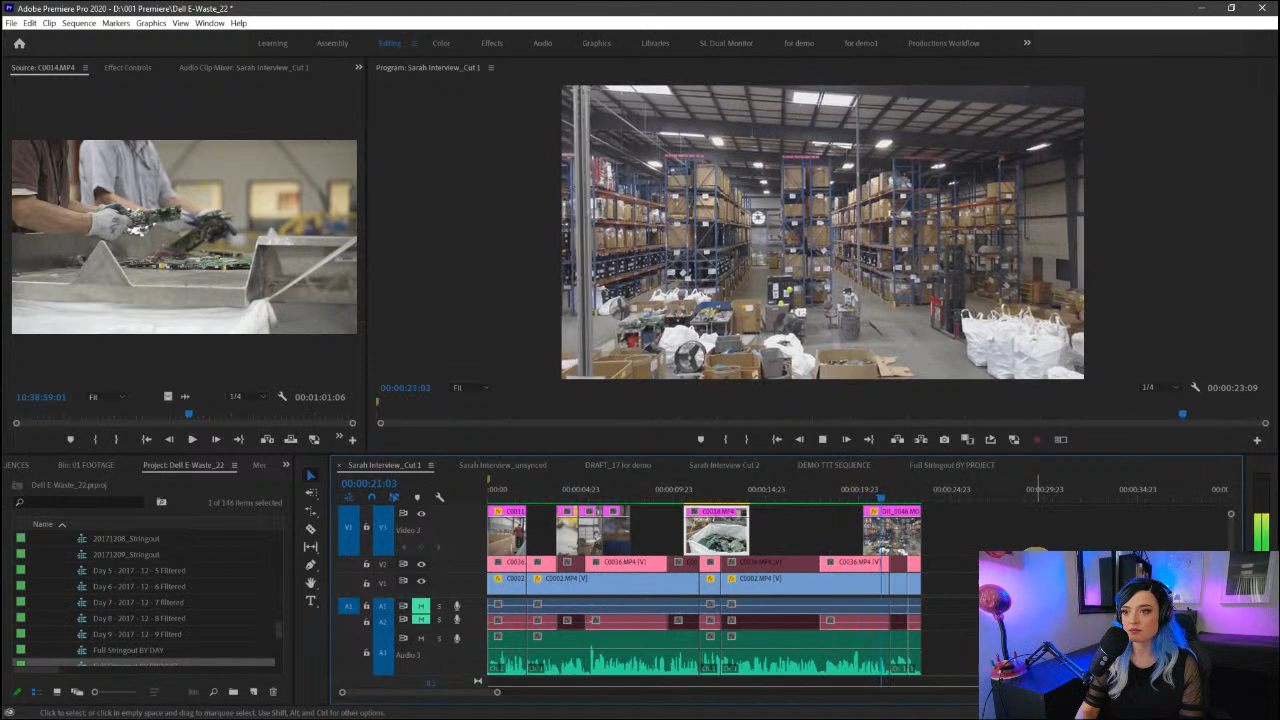 Adobe Premiere Pro 2020 - D:\001 Premiere\Dell E-Waste_22 *
File Edit Clip Sequence Markers Graphics View Window Help
Learning Assembly Editing Color Effects Audio Graphics Libraries SL Dual Monitor for demo for demo1 Productions Workflow
Source: C0014.MP4 Effect Controls Audio Clip Mixer: Sarah Interview_Cut 1
Program: Sarah Interview_Cut 1
10:38:59:01 Fit 1/4 00:01:01:06
00:00:21:03 Fit 1/4 00:00:23:09
ENCES Bin: 01 FOOTAGE Project: Dell E-Waste_22 Me
Dell E-Waste_22.prproj
1 of 146 items selected
Name
20171208_Stringout
20171209_Stringout
Day 5 - 2017 - 12 - 5 Filtered
Day 6 - 2017 - 12 - 6 Filtered
Day 7 - 2017 - 12 - 7 filtered
Day 8 - 2017 - 12 - 8 Filtered
Day 9 - 2017 - 12 - 9 Filterd
Full Stringout BY DAY
× Sarah Interview_Cut 1 Sarah Interview_unsynced DRAFT_17 for demo Sarah Interview Cut 2 DEMO TTT SEQUENCE Full Stringout BY PROJECT
00:00:21:03
:00:00 00:00:04:23 00:00:09:23 00:00:14:23 00:00:19:23 00:00:24:23 00:00:29:23 00:00:34:23 00:0
V1 V3 C0011 C0018.MP4 DJI_0046.MO
Video 3
V2 C0036. C0036.MP4 [V] C0036.MP4 [V] C0036.MP4 [V]
V1 C0002 C0002.MP4 [V] C0002.MP4 [V]
A1 A1 M S
A2 M S
A3 M S
Audio 3
Click to select, or click in empty space and drag to marquee select. Use Shift, Alt, and Ctrl for other options.